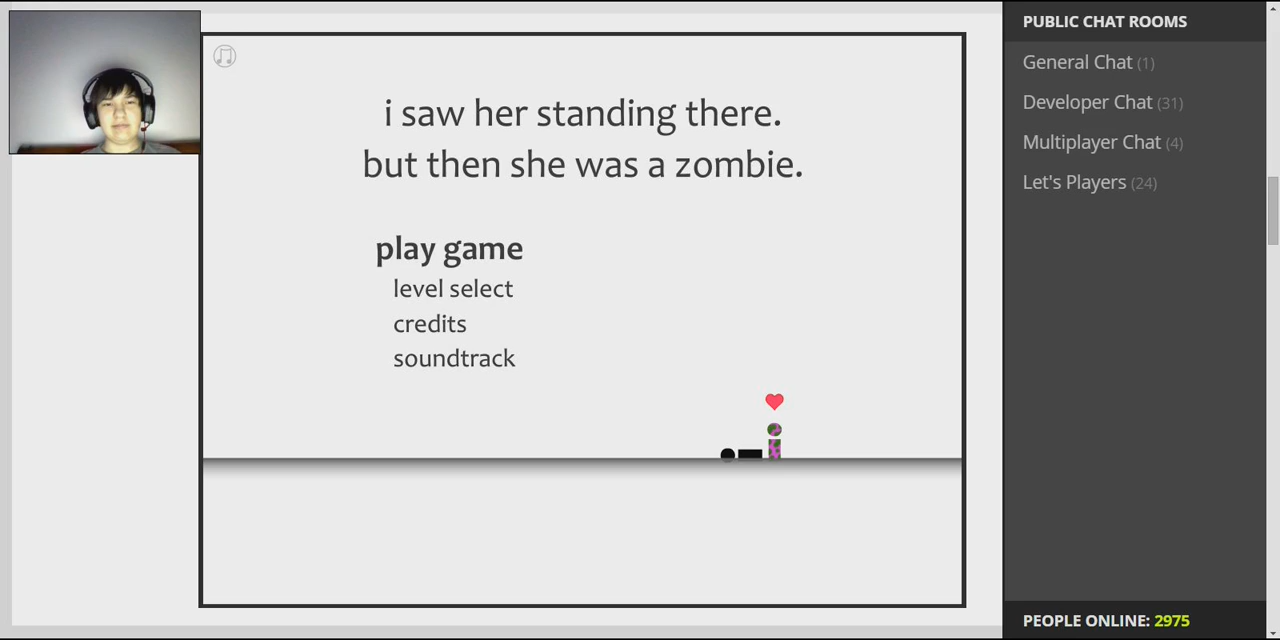 i saw her standing there.
but then she was a zombie.
play game
level select
credits
soundtrack
PUBLIC CHAT ROOMS
General Chat (1)
Developer Chat (31)
Multiplayer Chat (4)
Let's Players (24)
PEOPLE ONLINE: 2975